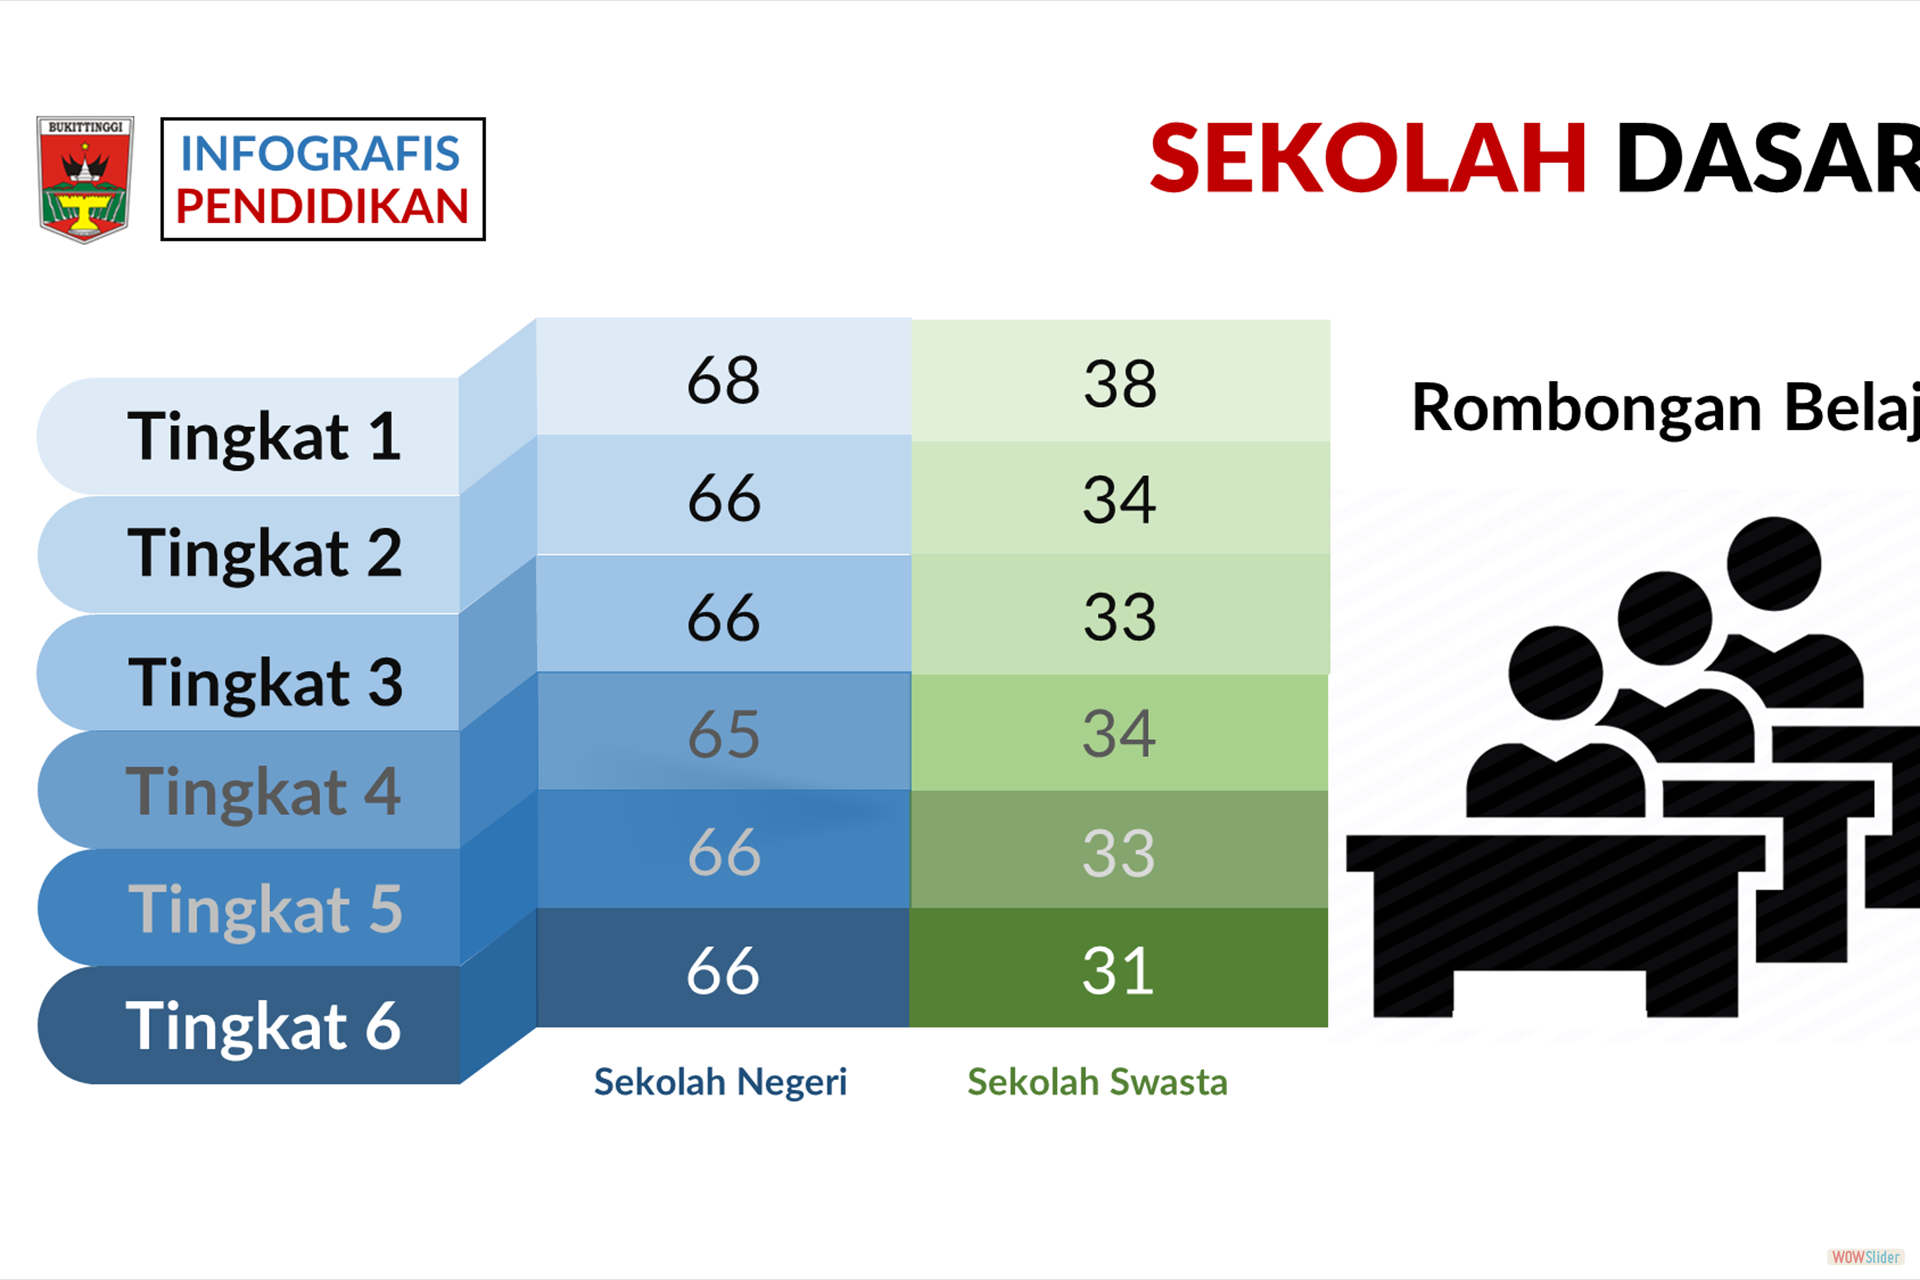 BUKITTINGGI
INFOGRAFIS
PENDIDIKAN
SEKOLAH DASAR
Tingkat 1 68 38
Tingkat 2 66 34
Tingkat 3 66 33
Tingkat 4 65 34
Tingkat 5 66 33
Tingkat 6 66 31
Sekolah Negeri Sekolah Swasta
Rombongan Belaj
WOWSlider